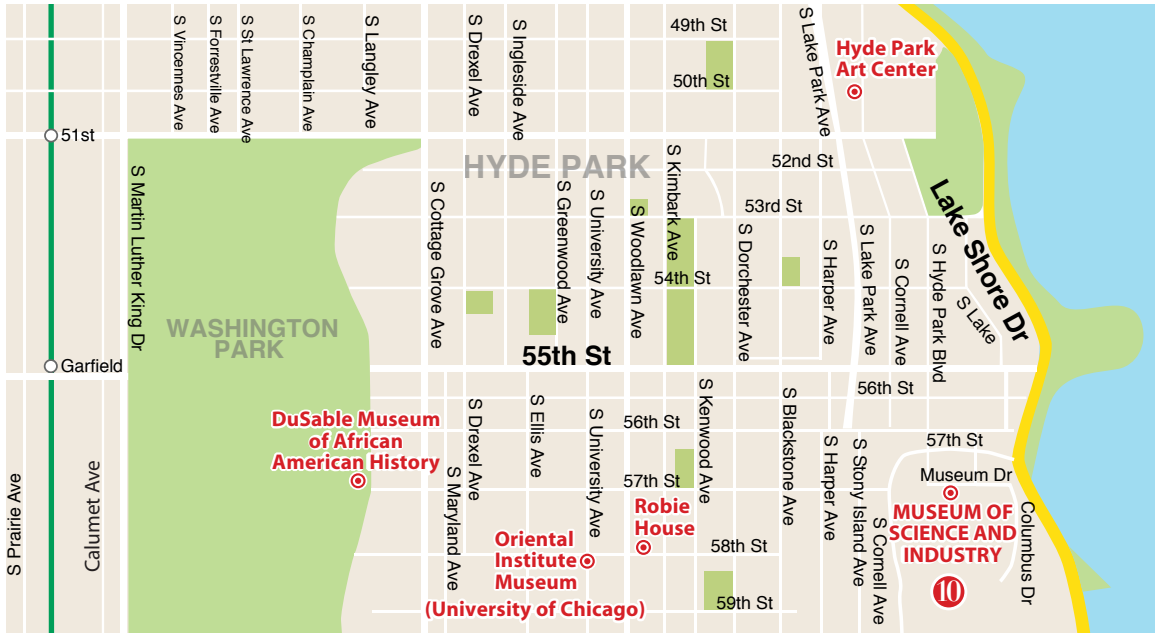 S Vincennes Ave
S Forrestville Ave
St Lawrence Ave
S Champlain Ave
S Langley Ave
S Drexel Ave
S Ingleside Ave
49th St
50th St
S Lake Park Ave
Hyde Park
Art Center
51st
S Martin Luther King Dr
HYDE PARK
52nd St
53rd St
54th St
S Cottage Grove Ave
S Greenwood Ave
S University Ave
S Woodlawn Ave
S Kimbark Ave
S Dorchester Ave
S Harper Ave
S Lake Park Ave
S Cornell Ave
S Hyde Park Blvd
S Lake
Lake Shore Dr
WASHINGTON
PARK
Garfield
55th St
56th St
DuSable Museum
of African
American History
S Prairie Ave
Calumet Ave
S Maryland Ave
S Drexel Ave
S Ellis Ave
S University Ave
56th St
57th St
S Kenwood Ave
S Blackstone Ave
S Harper Ave
S Stony Island Ave
S Cornell Ave
57th St
Museum Dr
Columbus Dr
Robie
House
Oriental
Institute
Museum
(University of Chicago)
58th St
59th St
MUSEUM OF
SCIENCE AND
INDUSTRY
10